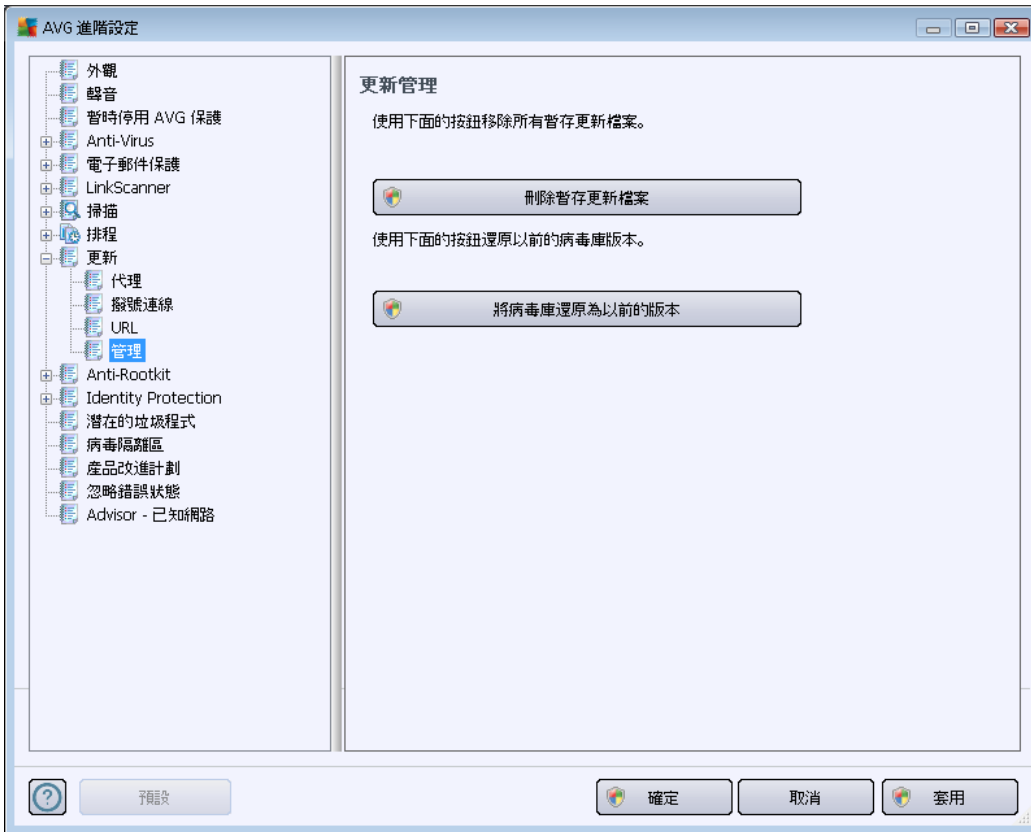 AVG 進階設定
外觀
聲音
暫時停用 AVG 保護
Anti-Virus
電子郵件保護
LinkScanner
掃描
排程
更新
代理
撥號連線
URL
管理
Anti-Rootkit
Identity Protection
潛在的垃圾程式
病毒隔離區
產品改進計劃
忽略錯誤狀態
Advisor - 已知網路
更新管理
使用下面的按鈕移除所有暫存更新檔案。
刪除暫存更新檔案
使用下面的按鈕還原以前的病毒庫版本。
將病毒庫還原為以前的版本
預設
確定
取消
套用